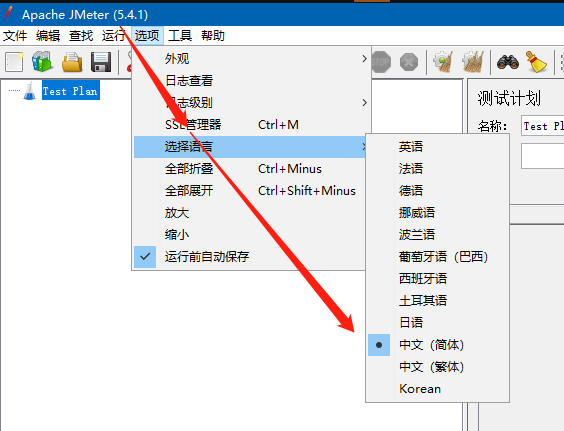 Apache JMeter (5.4.1)
文件 编辑 查找 运行 选项 工具 帮助
外观
日志查看
日志级别
SSL管理器 Ctrl+M
选择语言
全部折叠 Ctrl+Minus
全部展开 Ctrl+Shift+Minus
放大
缩小
运行前自动保存
Test Plan
英语
法语
德语
挪威语
波兰语
葡萄牙语（巴西）
西班牙语
土耳其语
日语
中文（简体）
中文（繁体）
Korean
STOP
测试计划
名称： Test Pl